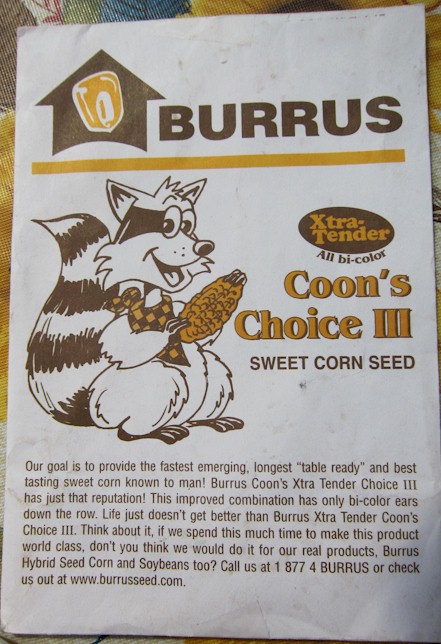 BURRUS
Xtra-
Tender
All bi-color
Coon's
Choice III
SWEET CORN SEED
Our goal is to provide the fastest emerging, longest "table ready" and best
tasting sweet corn known to man! Burrus Coon's Xtra Tender Choice III
has just that reputation! This improved combination has only bi-color ears
down the row. Life just doesn't get better than Burrus Xtra Tender Coon's
Choice III. Think about it, if we spend this much time to make this product
world class, don't you think we would do it for our real products, Burrus
Hybrid Seed Corn and Soybeans too? Call us at 1 877 4 BURRUS or check
us out at www.burrusseed.com.